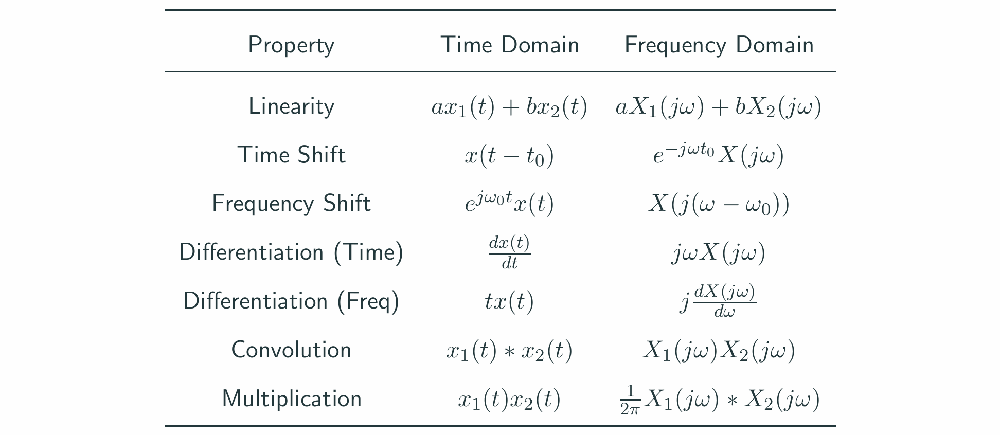 Property Time Domain Frequency Domain
Linearity $ax_1(t) + bx_2(t)$ $aX_1(j\omega) + bX_2(j\omega)$
Time Shift $x(t - t_0)$ $e^{-j\omega t_0}X(j\omega)$
Frequency Shift $e^{j\omega_0 t}x(t)$ $X(j(\omega - \omega_0))$
Differentiation (Time) $\frac{dx(t)}{dt}$ $j\omega X(j\omega)$
Differentiation (Freq) $tx(t)$ $j\frac{dX(j\omega)}{d\omega}$
Convolution $x_1(t) * x_2(t)$ $X_1(j\omega)X_2(j\omega)$
Multiplication $x_1(t)x_2(t)$ $\frac{1}{2\pi}X_1(j\omega) * X_2(j\omega)$